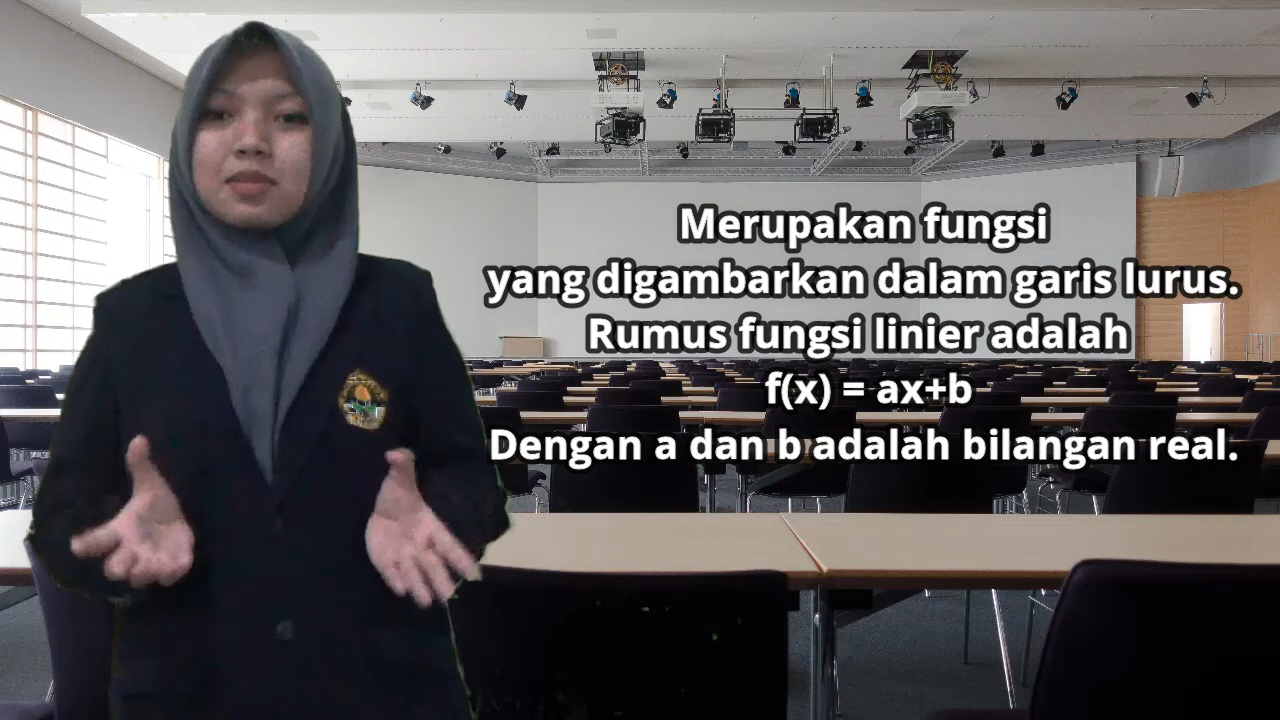 Merupakan fungsi
yang digambarkan dalam garis lurus.
Rumus fungsi linier adalah
f(x) = ax+b
Dengan a dan b adalah bilangan real.